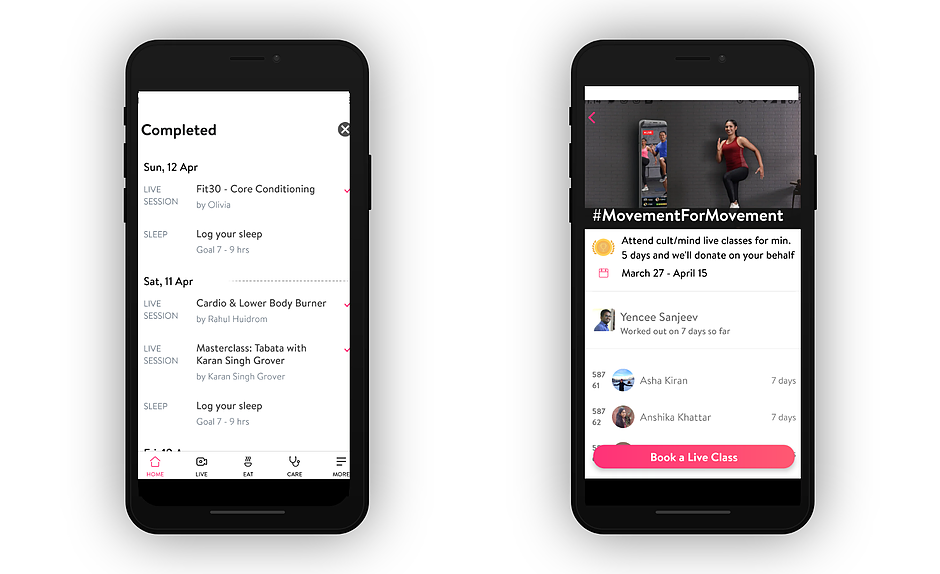 Completed
Sun, 12 Apr
LIVE
SESSION
Fit30 - Core Conditioning
by Olivia
SLEEP
Log your sleep
Goal 7 - 9 hrs
Sat, 11 Apr
LIVE
SESSION
Cardio & Lower Body Burner
by Rahul Huidrom
LIVE
SESSION
Masterclass: Tabata with
Karan Singh Grover
by Karan Singh Grover
SLEEP
Log your sleep
Goal 7 - 9 hrs
HOME
LIVE
EAT
CARE
MORE
#MovementForMovement
Attend cult/mind live classes for min.
5 days and we'll donate on your behalf
March 27 - April 15
Yencee Sanjeev
Worked out on 7 days so far
587
61
Asha Kiran
7 days
587
62
Anshika Khattar
7 days
Book a Live Class